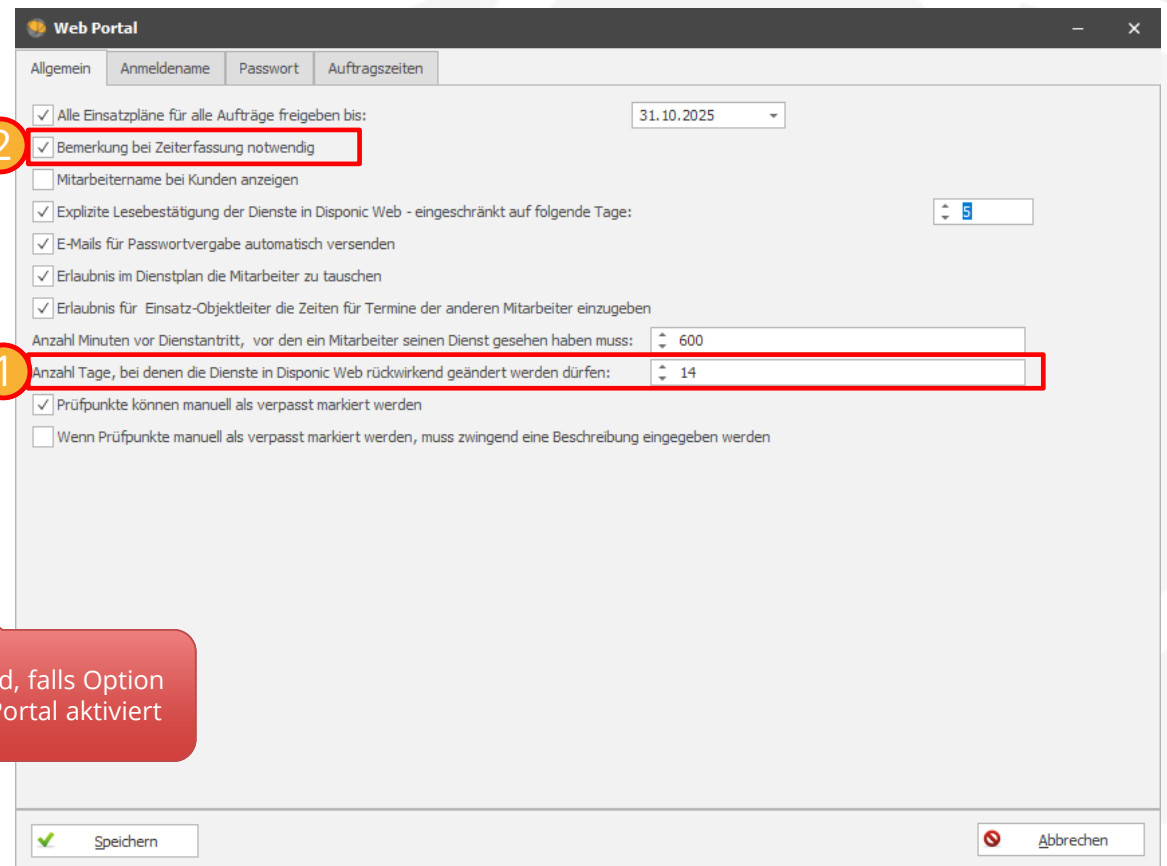 Web Portal
Allgemein Anmeldename Passwort Auftragszeiten
Alle Einsatzpläne für alle Aufträge freigeben bis: 31.10.2025
2 Bemerkung bei Zeiterfassung notwendig
Mitarbeitername bei Kunden anzeigen
Explizite Lesebestätigung der Dienste in Disponic Web - eingeschränkt auf folgende Tage: 5
E-Mails für Passwortvergabe automatisch versenden
Erlaubnis im Dienstplan die Mitarbeiter zu tauschen
Erlaubnis für Einsatz-Objektleiter die Zeiten für Termine der anderen Mitarbeiter einzugeben
Anzahl Minuten vor Dienstantritt, vor den ein Mitarbeiter seinen Dienst gesehen haben muss: 600
1 Anzahl Tage, bei denen die Dienste in Disponic Web rückwirkend geändert werden dürfen: 14
Prüfpunkte können manuell als verpasst markiert werden
Wenn Prüfpunkte manuell als verpasst markiert werden, muss zwingend eine Beschreibung eingegeben werden
d, falls Option
Portal aktiviert
Speichern Abbrechen